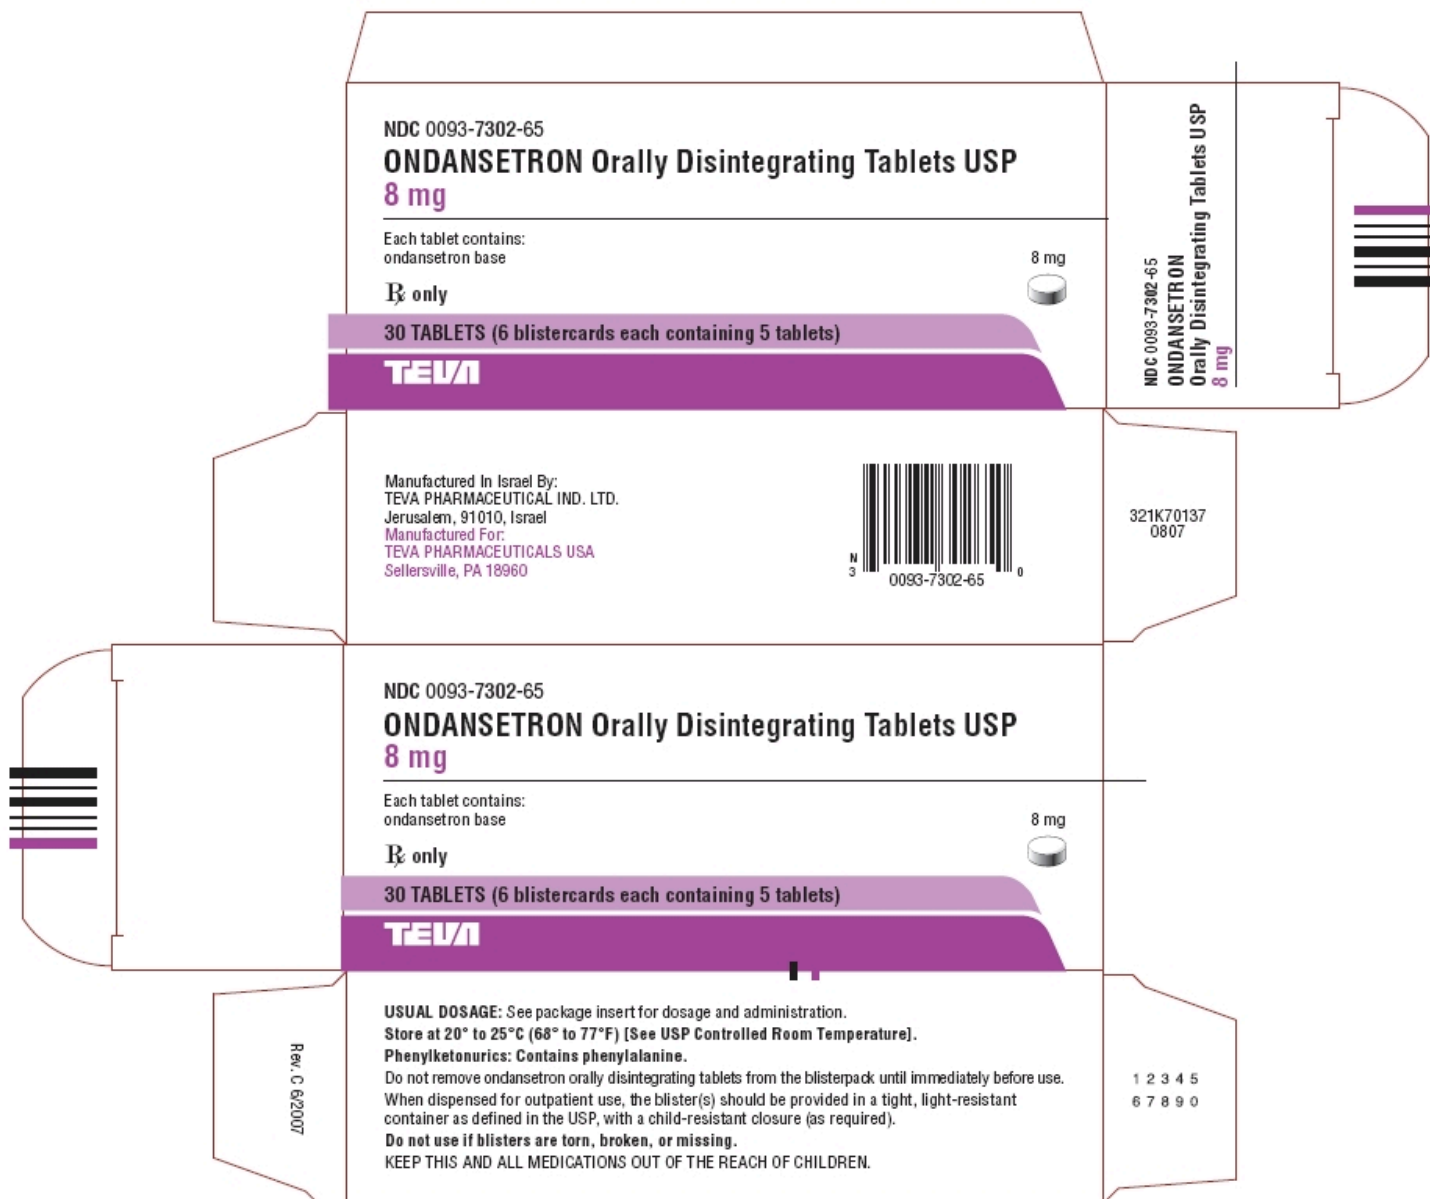 NDC 0093-7302-65
ONDANSETRON Orally Disintegrating Tablets USP
8 mg
Each tablet contains:
ondansetron base
8 mg
℞ only
30 TABLETS (6 blistercards each containing 5 tablets)
TEVA
NDC 0093-7302-65
ONDANSETRON
Orally Disintegrating Tablets USP
8 mg
Manufactured In Israel By:
TEVA PHARMACEUTICAL IND. LTD.
Jerusalem, 91010, Israel
Manufactured For:
TEVA PHARMACEUTICALS USA
Sellersville, PA 18960
N
3
0093-7302-65
0
321K70137
0807
NDC 0093-7302-65
ONDANSETRON Orally Disintegrating Tablets USP
8 mg
Each tablet contains:
ondansetron base
8 mg
℞ only
30 TABLETS (6 blistercards each containing 5 tablets)
TEVA
USUAL DOSAGE: See package insert for dosage and administration.
Store at 20° to 25°C (68° to 77°F) [See USP Controlled Room Temperature].
Phenylketonurics: Contains phenylalanine.
Do not remove ondansetron orally disintegrating tablets from the blisterpack until immediately before use.
When dispensed for outpatient use, the blister(s) should be provided in a tight, light-resistant
container as defined in the USP, with a child-resistant closure (as required).
Do not use if blisters are torn, broken, or missing.
KEEP THIS AND ALL MEDICATIONS OUT OF THE REACH OF CHILDREN.
Rev. C 6/2007
1 2 3 4 5
6 7 8 9 0